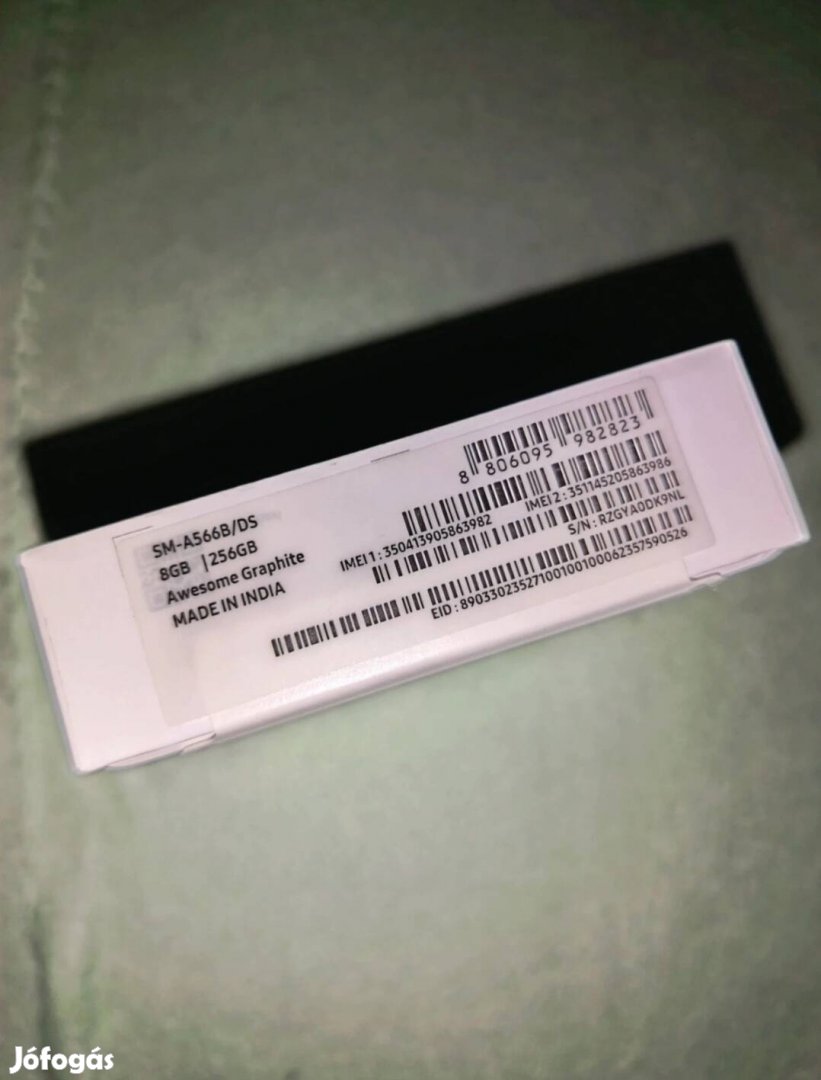 SM-A566B/DS
8GB | 256GB
Awesome Graphite
MADE IN INDIA
8 806095 982823
IMEI 1 : 350413905863982
IMEI 2 : 351145205863986
S/N : RZGYA0DK9NL
EID : 89033023527100100100062357590526
Jófogás